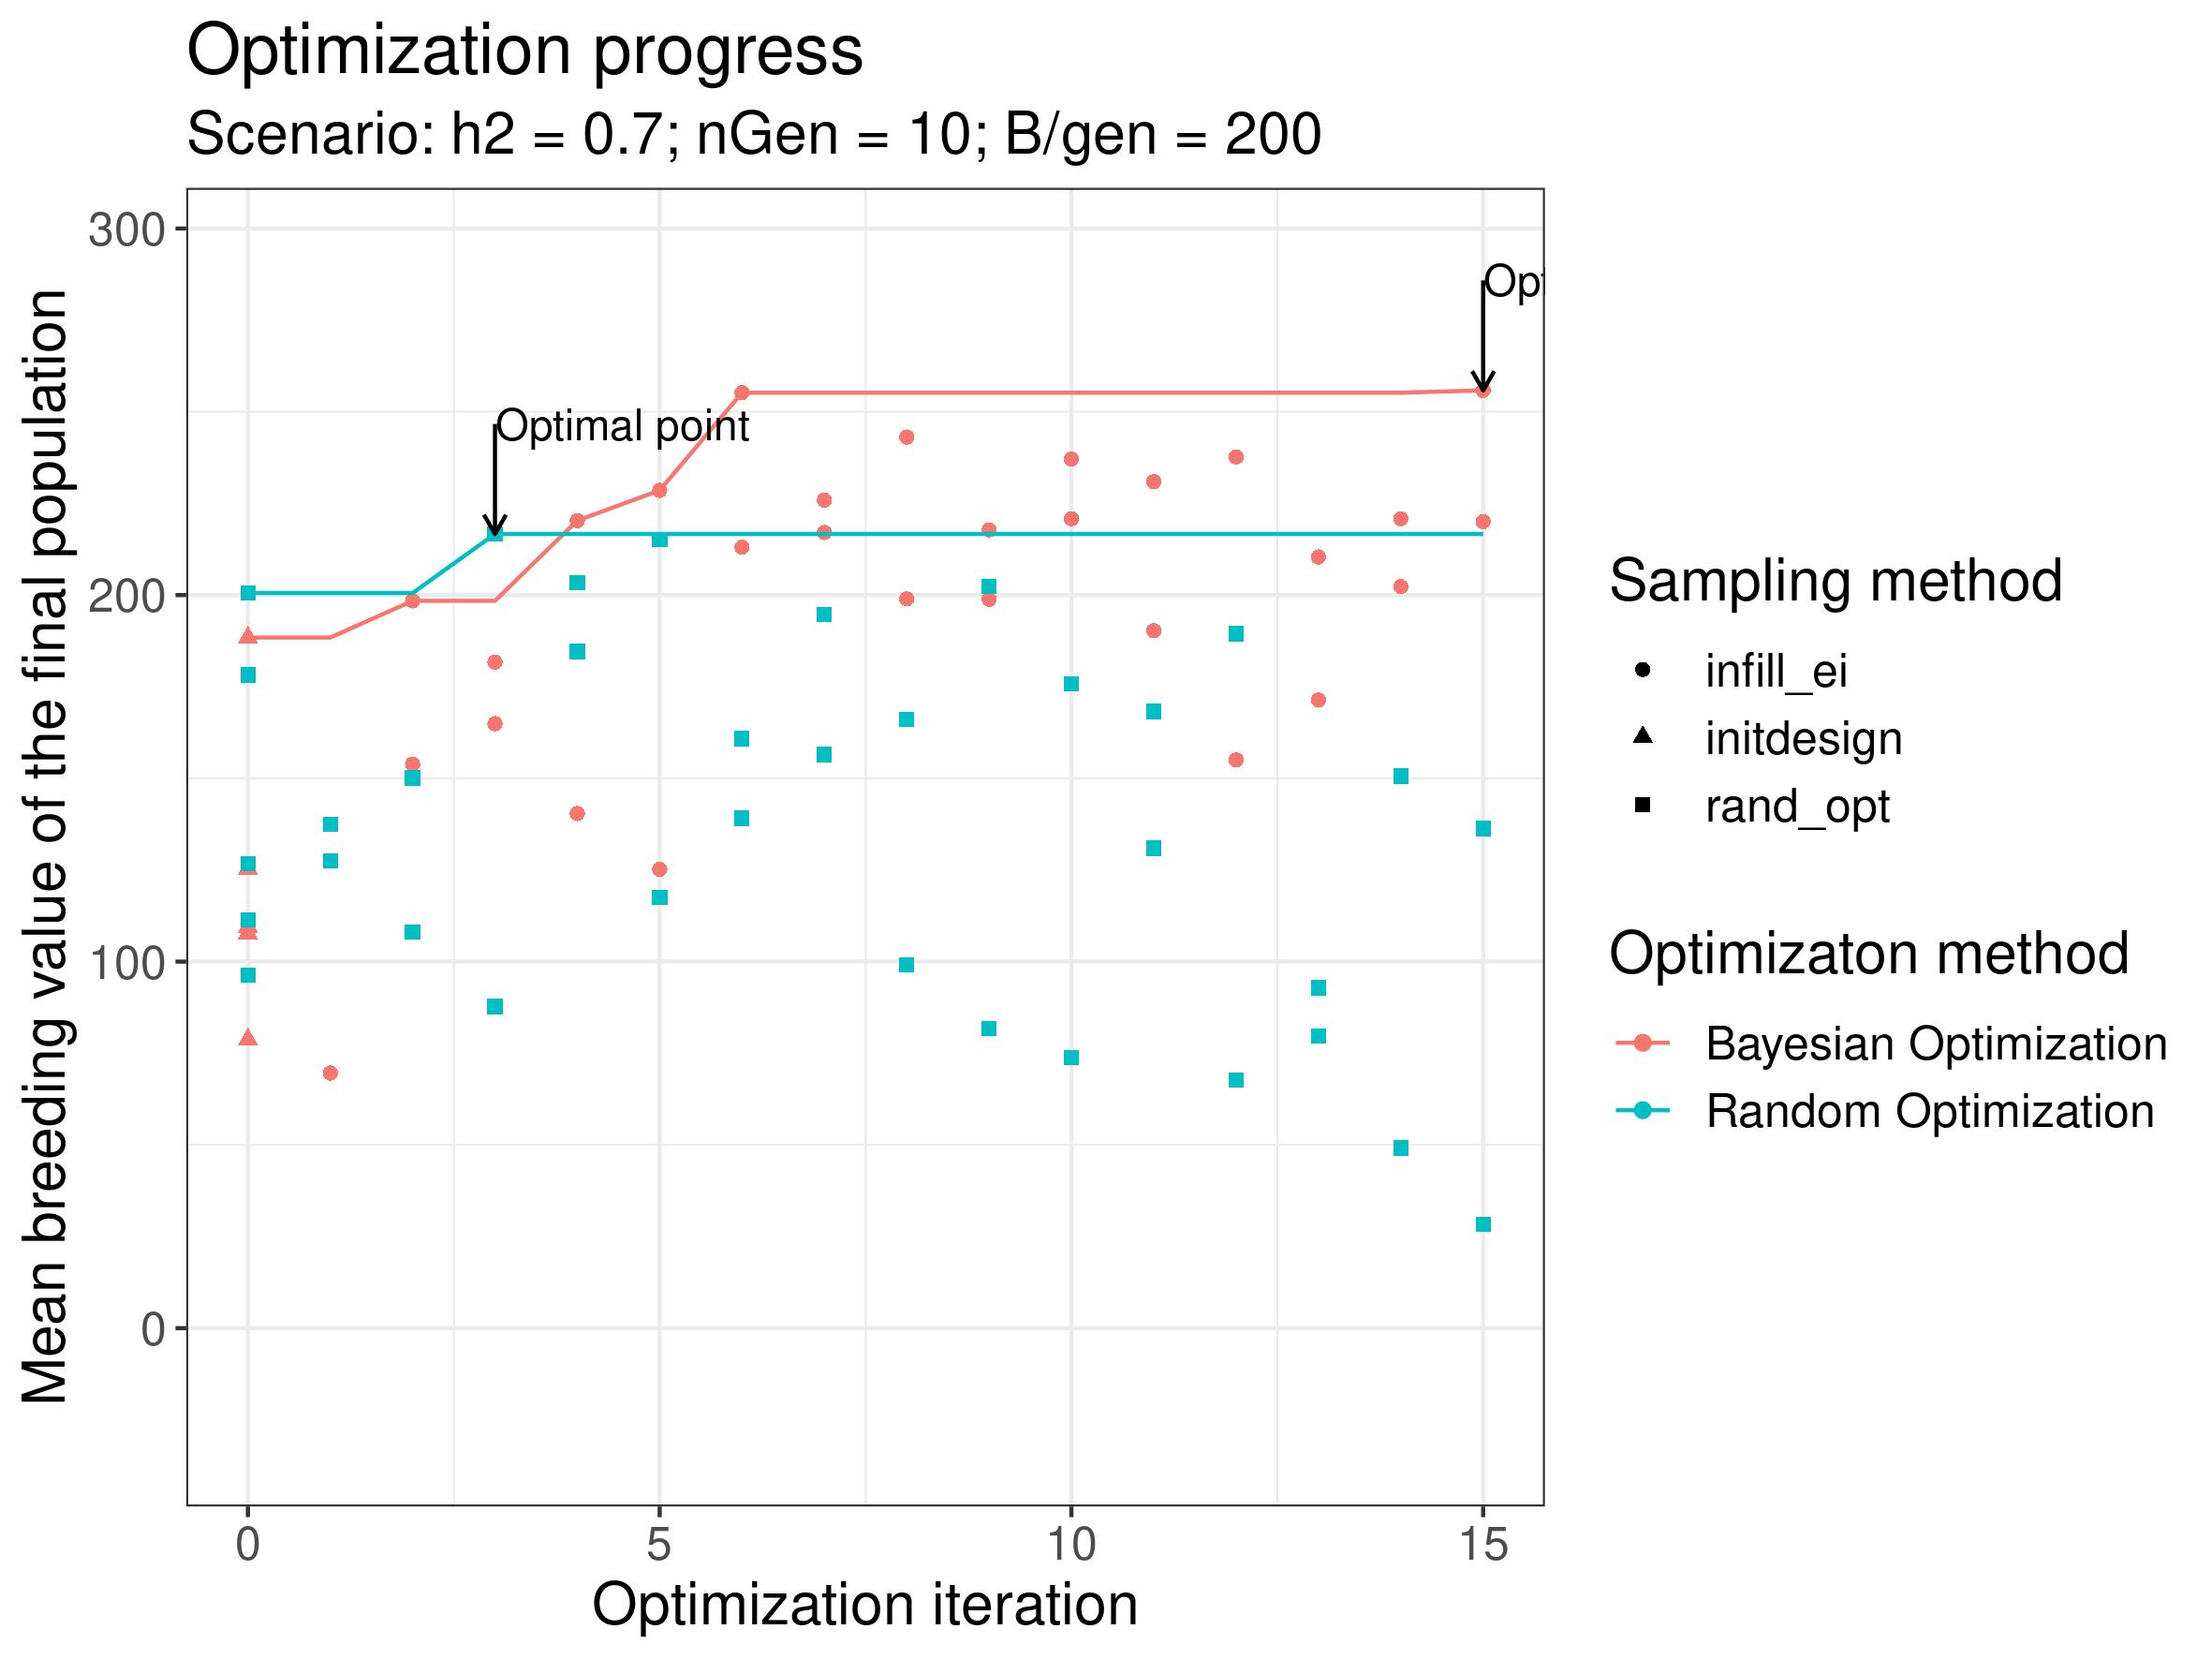 Optimization progress
Scenario: h2 = 0.7; nGen = 10; B/gen = 200
Mean breeding value of the final population
300
200
100
0
Optimal point
Opt
0
5
10
15
Optimization iteration
Sampling method
infill_ei
initdesign
rand_opt
Optimizaton method
Bayesian Optimization
Random Optimization